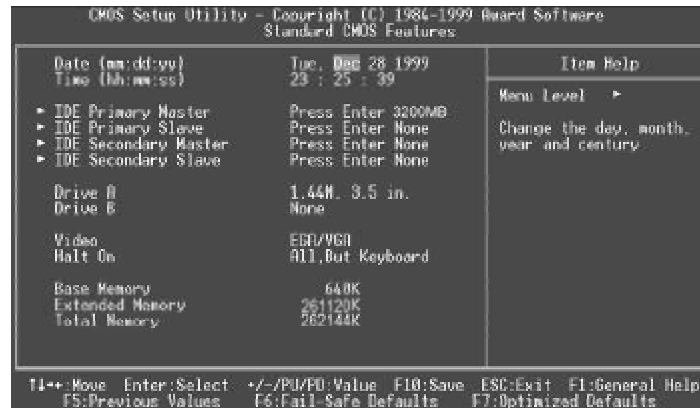 CMOS Setup Utility - Copyright (C) 1984-1999 Award Software
Standard CMOS Features
Date (mm:dd:yy) Tue, Dec 28 1999
Time (hh:mm:ss) 23 : 25 : 39
► IDE Primary Master Press Enter 3200MB
► IDE Primary Slave Press Enter None
► IDE Secondary Master Press Enter None
► IDE Secondary Slave Press Enter None
Drive A 1.44M, 3.5 in.
Drive B None
Video EGA/VGA
Halt On All,But Keyboard
Base Memory 640K
Extended Memory 261120K
Total Memory 262144K
Item Help
Menu Level ►
Change the day, month,
year and century
↑↓→←:Move Enter:Select +/-/PU/PD:Value F10:Save ESC:Exit F1:General Help
F5:Previous Values F6:Fail-Safe Defaults F7:Optimized Defaults